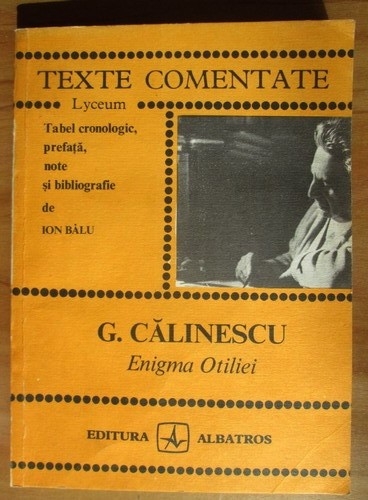 TEXTE COMENTATE
Lyceum
Tabel cronologic,
prefață,
note
și bibliografie
de
ION BĂLU
G. CĂLINESCU
Enigma Otiliei
EDITURA ALBATROS